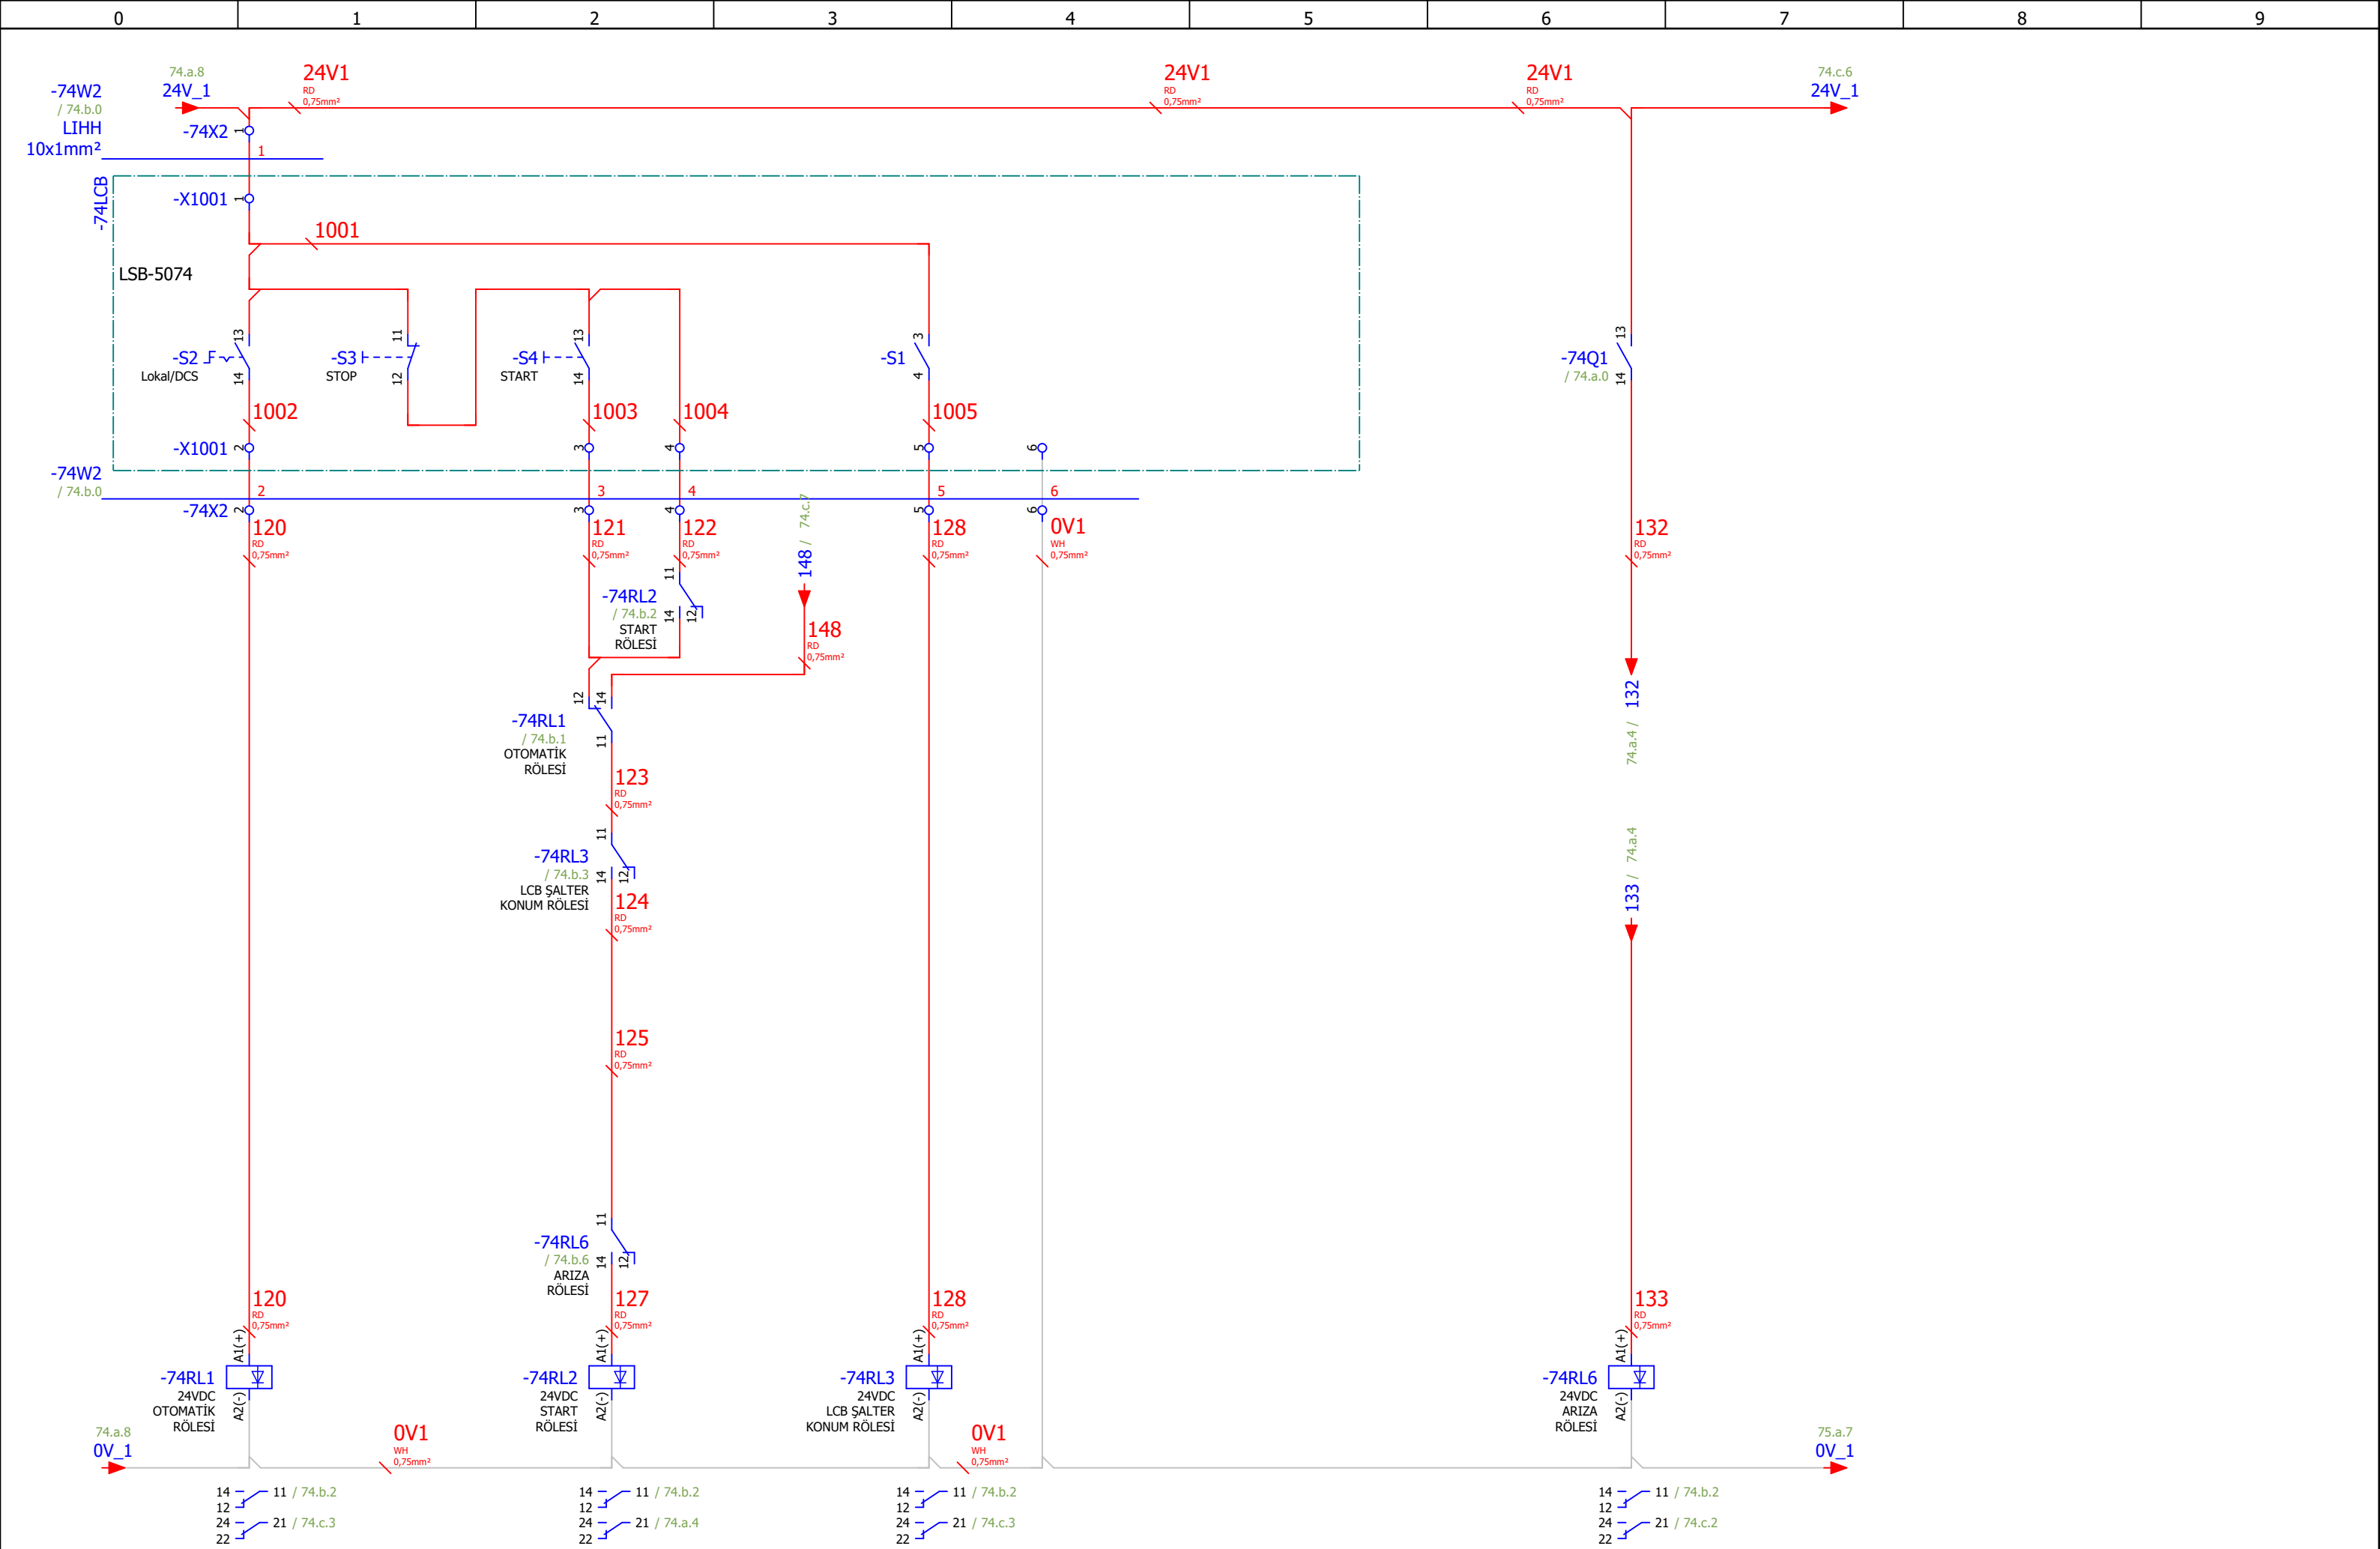 0 1 2 3 4 5 6 7 8 9
74.a.8
24V_1
24V1
RD
0,75mm²
24V1
RD
0,75mm²
24V1
RD
0,75mm²
74.c.6
24V_1
-74W2
/ 74.b.0
LIHH
10x1mm²
-74X2 1
1
-74LCB
-X1001 1
1001
LSB-5074
-S2
Lokal/DCS
13
14
-S3
STOP
11
12
-S4
START
13
14
-S1
3
4
-74Q1
/ 74.a.0
13
14
1002
1003
1004
1005
-X1001 2 3 4 5 6
-74W2
/ 74.b.0
2 3 4 5 6
-74X2 2 3 4 5 6
120
RD
0,75mm²
121
RD
0,75mm²
122
RD
0,75mm²
148 / 74.c.7
128
RD
0,75mm²
0V1
WH
0,75mm²
132
RD
0,75mm²
-74RL2
/ 74.b.2
START
RÖLESİ
11
14
12
148
RD
0,75mm²
132
74.a.4 /
12
14
-74RL1
/ 74.b.1
OTOMATİK
RÖLESİ
11
123
RD
0,75mm²
-74RL3
/ 74.b.3
LCB ŞALTER
KONUM RÖLESİ
11
14
12
133 / 74.a.4
124
RD
0,75mm²
125
RD
0,75mm²
-74RL6
/ 74.b.6
ARIZA
RÖLESİ
11
14
12
120
RD
0,75mm²
127
RD
0,75mm²
128
RD
0,75mm²
133
RD
0,75mm²
-74RL1
24VDC
OTOMATİK
RÖLESİ
A1(+)
A2(-)
-74RL2
24VDC
START
RÖLESİ
A1(+)
A2(-)
-74RL3
24VDC
LCB ŞALTER
KONUM RÖLESİ
A1(+)
A2(-)
-74RL6
24VDC
ARIZA
RÖLESİ
A1(+)
A2(-)
74.a.8
0V_1
0V1
WH
0,75mm²
0V1
WH
0,75mm²
75.a.7
0V_1
14 11 / 74.b.2
12
24 21 / 74.c.3
22
14 11 / 74.b.2
12
24 21 / 74.a.4
22
14 11 / 74.b.2
12
24 21 / 74.c.3
22
14 11 / 74.b.2
12
24 21 / 74.c.2
22